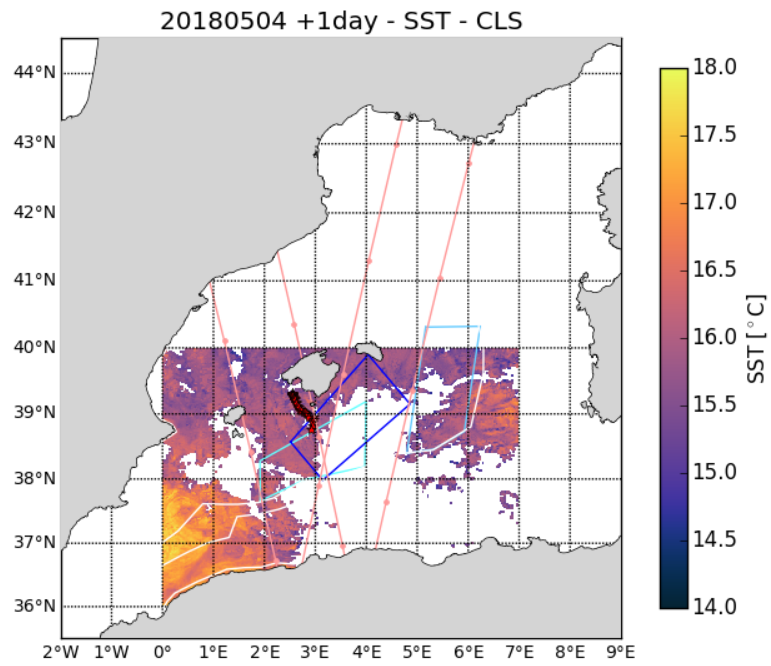 20180504 +1day - SST - CLS
44°N
43°N
42°N
41°N
40°N
39°N
38°N
37°N
36°N
2°W 1°W 0° 1°E 2°E 3°E 4°E 5°E 6°E 7°E 8°E 9°E
18.0
17.5
17.0
16.5
16.0
15.5
15.0
14.5
14.0
SST [°C]